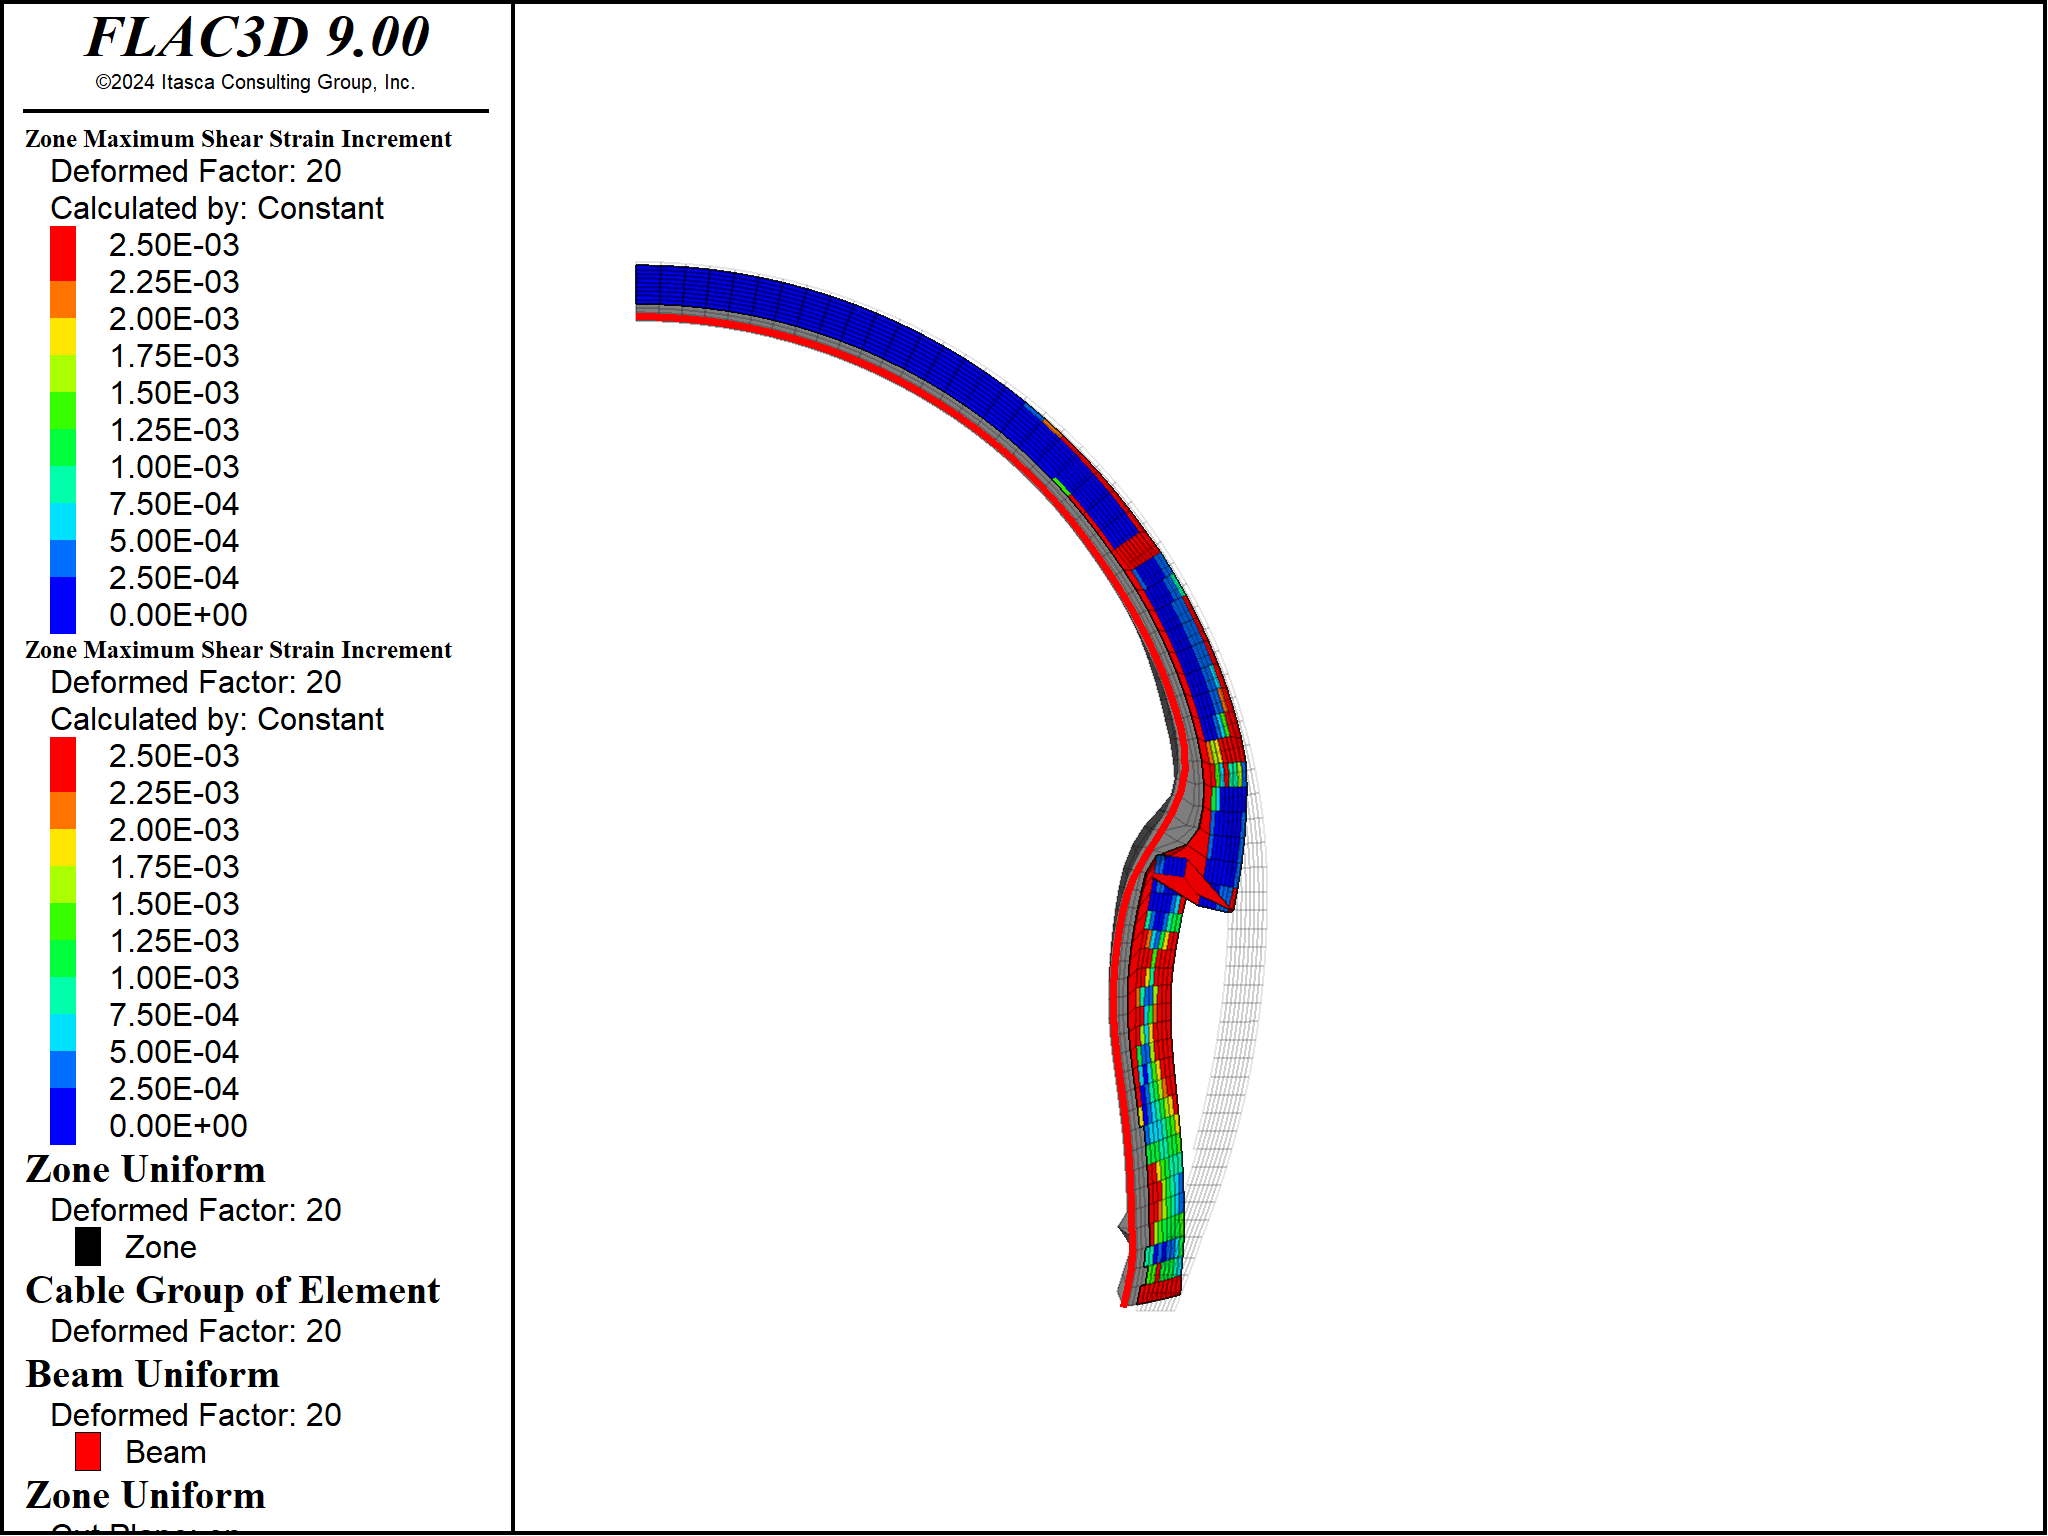 FLAC3D 9.00
©2024 Itasca Consulting Group, Inc.
Zone Maximum Shear Strain Increment
Deformed Factor: 20
Calculated by: Constant
2.50E-03
2.25E-03
2.00E-03
1.75E-03
1.50E-03
1.25E-03
1.00E-03
7.50E-04
5.00E-04
2.50E-04
0.00E+00
Zone Maximum Shear Strain Increment
Deformed Factor: 20
Calculated by: Constant
2.50E-03
2.25E-03
2.00E-03
1.75E-03
1.50E-03
1.25E-03
1.00E-03
7.50E-04
5.00E-04
2.50E-04
0.00E+00
Zone Uniform
Deformed Factor: 20
Zone
Cable Group of Element
Deformed Factor: 20
Beam Uniform
Deformed Factor: 20
Beam
Zone Uniform